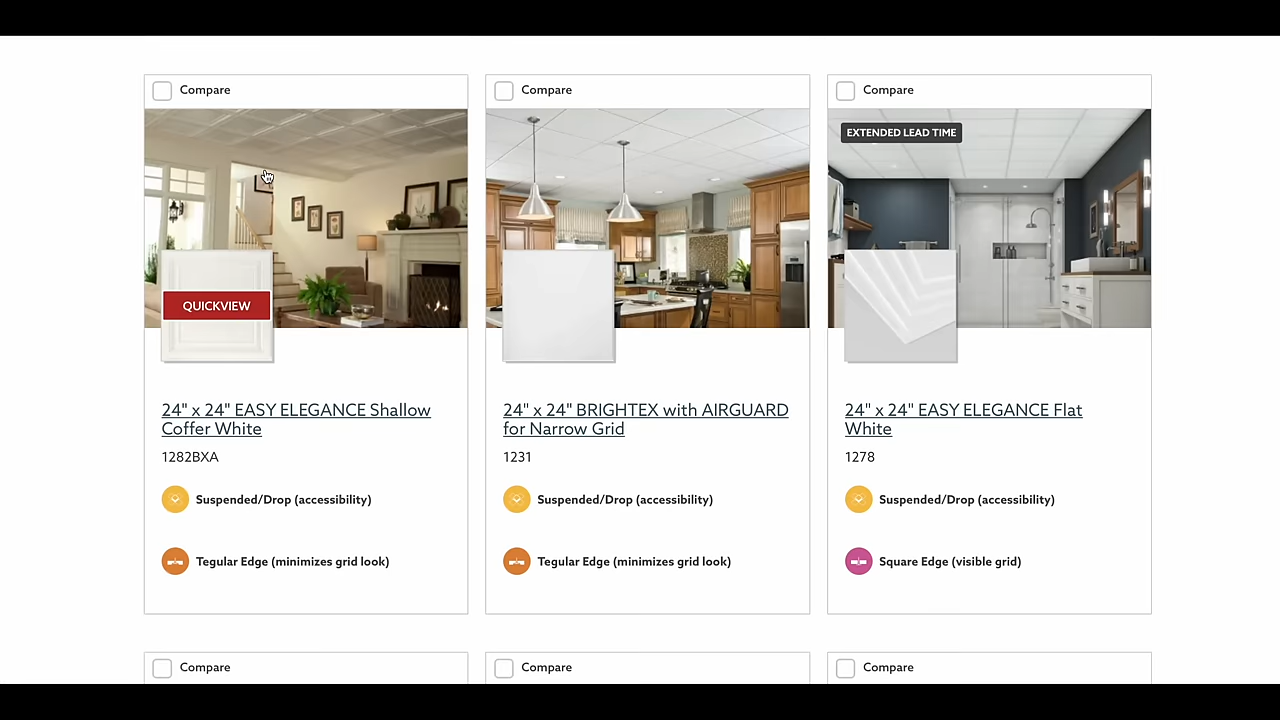 Compare
Compare
Compare
EXTENDED LEAD TIME
QUICKVIEW
24" x 24" EASY ELEGANCE Shallow
Coffer White
1282BXA
Suspended/Drop (accessibility)
Tegular Edge (minimizes grid look)
24" x 24" BRIGHTEX with AIRGUARD
for Narrow Grid
1231
Suspended/Drop (accessibility)
Tegular Edge (minimizes grid look)
24" x 24" EASY ELEGANCE Flat
White
1278
Suspended/Drop (accessibility)
Square Edge (visible grid)
Compare
Compare
Compare